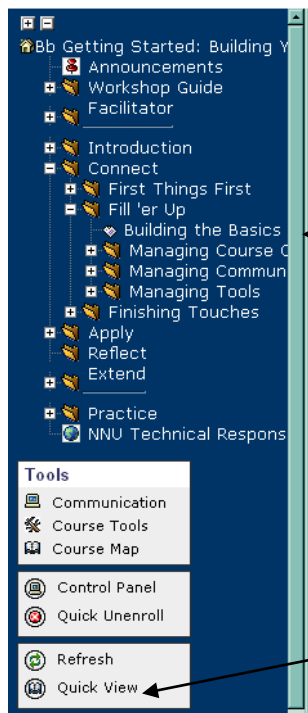 Bb Getting Started: Building Y
Announcements
Workshop Guide
Facilitator
Introduction
Connect
First Things First
Fill 'er Up
Building the Basics
Managing Course C
Managing Commun
Managing Tools
Finishing Touches
Apply
Reflect
Extend
Practice
NNU Technical Respons
Tools
Communication
Course Tools
Course Map
Control Panel
Quick Unenroll
Refresh
Quick View